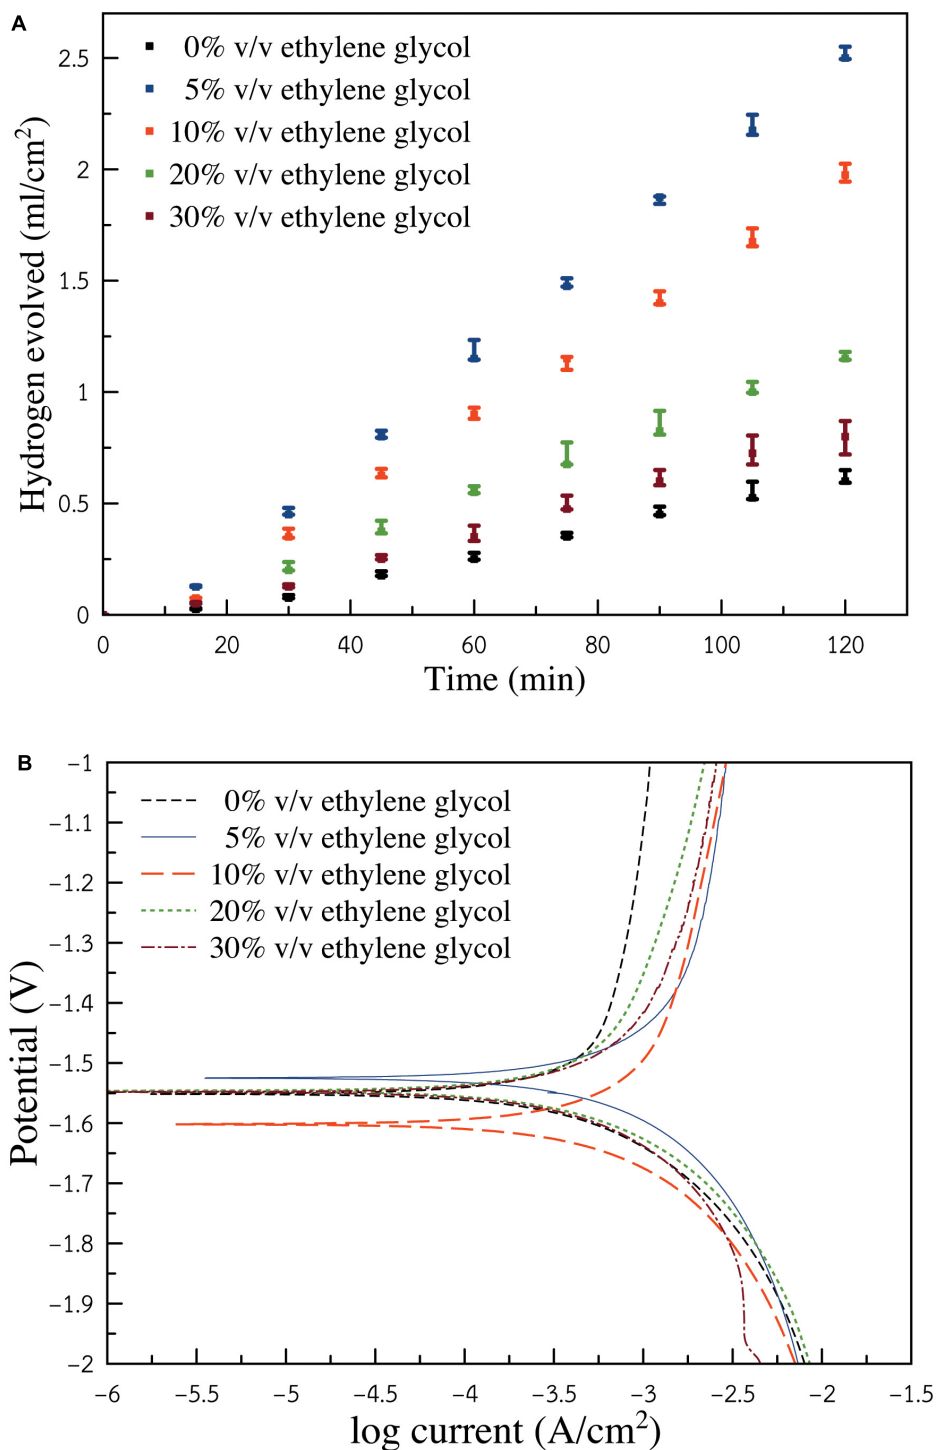 A
0% v/v ethylene glycol
5% v/v ethylene glycol
10% v/v ethylene glycol
20% v/v ethylene glycol
30% v/v ethylene glycol
Hydrogen evolved (ml/cm²)
2.5
2
1.5
1
0.5
0
0 20 40 60 80 100 120
Time (min)
B
0% v/v ethylene glycol
5% v/v ethylene glycol
10% v/v ethylene glycol
20% v/v ethylene glycol
30% v/v ethylene glycol
Potential (V)
−1
−1.1
−1.2
−1.3
−1.4
−1.5
−1.6
−1.7
−1.8
−1.9
−2
−6 −5.5 −5 −4.5 −4 −3.5 −3 −2.5 −2 −1.5
log current (A/cm²)